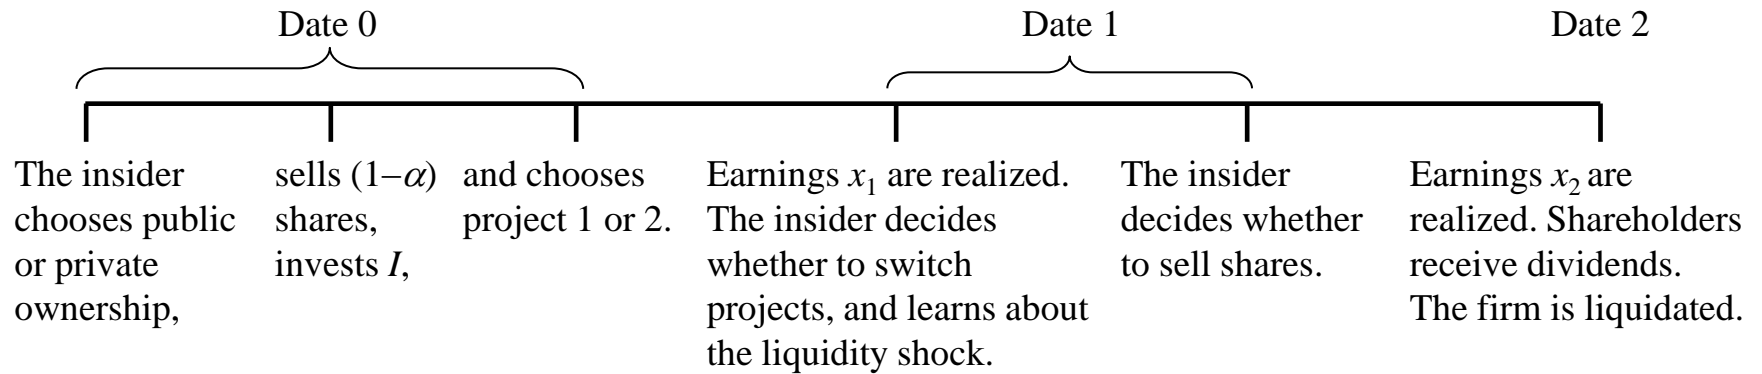 Date 0
Date 1
Date 2
The insider
chooses public
or private
ownership,
sells (1−α)
shares,
invests I,
and chooses
project 1 or 2.
Earnings x₁ are realized.
The insider decides
whether to switch
projects, and learns about
the liquidity shock.
The insider
decides whether
to sell shares.
Earnings x₂ are
realized. Shareholders
receive dividends.
The firm is liquidated.